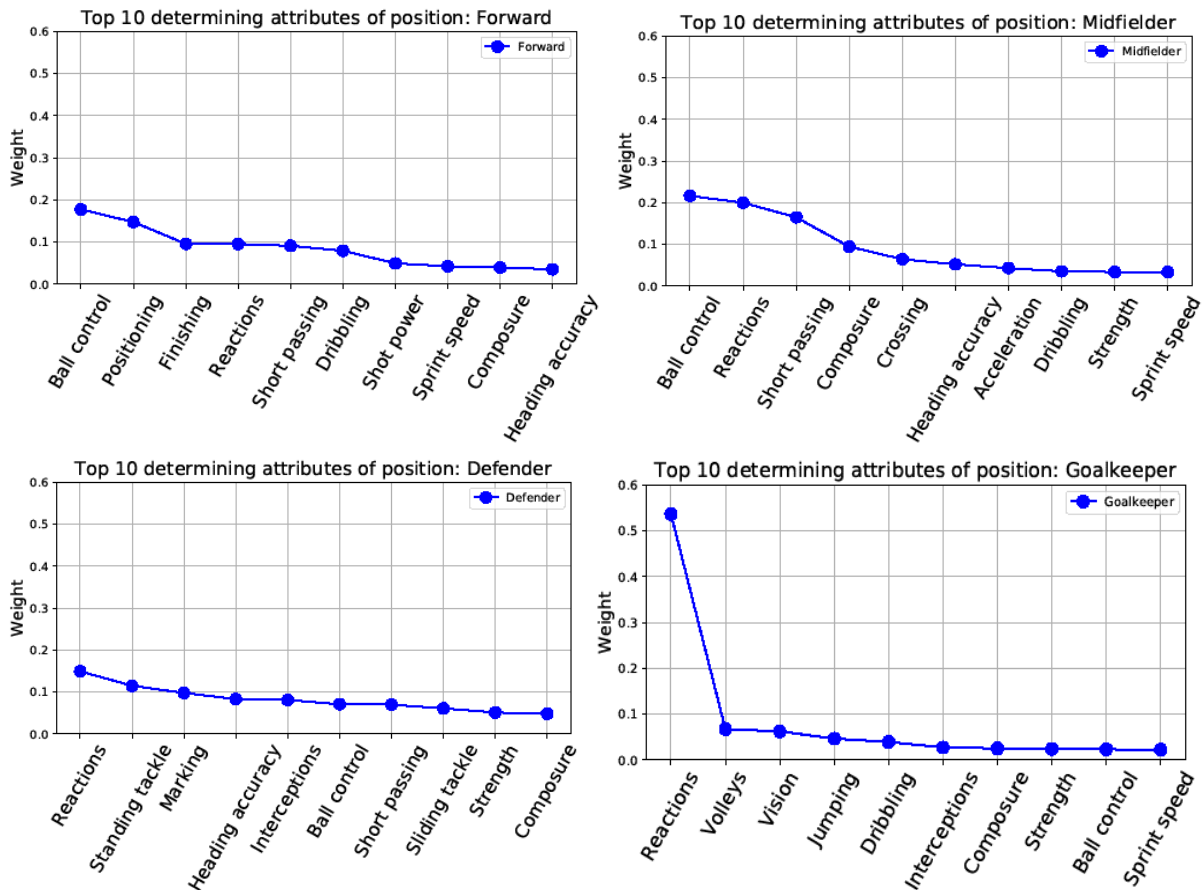 Top 10 determining attributes of position: Forward
Forward
Weight
0.6
0.5
0.4
0.3
0.2
0.1
0.0
Ball control
Positioning
Finishing
Reactions
Short passing
Dribbling
Shot power
Sprint speed
Composure
Heading accuracy
Top 10 determining attributes of position: Midfielder
Midfielder
Weight
0.6
0.5
0.4
0.3
0.2
0.1
0.0
Ball control
Reactions
Short passing
Composure
Crossing
Heading accuracy
Acceleration
Dribbling
Strength
Sprint speed
Top 10 determining attributes of position: Defender
Defender
Weight
0.6
0.5
0.4
0.3
0.2
0.1
0.0
Reactions
Standing tackle
Marking
Heading accuracy
Interceptions
Ball control
Short passing
Sliding tackle
Strength
Composure
Top 10 determining attributes of position: Goalkeeper
Goalkeeper
Weight
0.6
0.5
0.4
0.3
0.2
0.1
0.0
Reactions
Volleys
Vision
Jumping
Dribbling
Interceptions
Composure
Strength
Ball control
Sprint speed